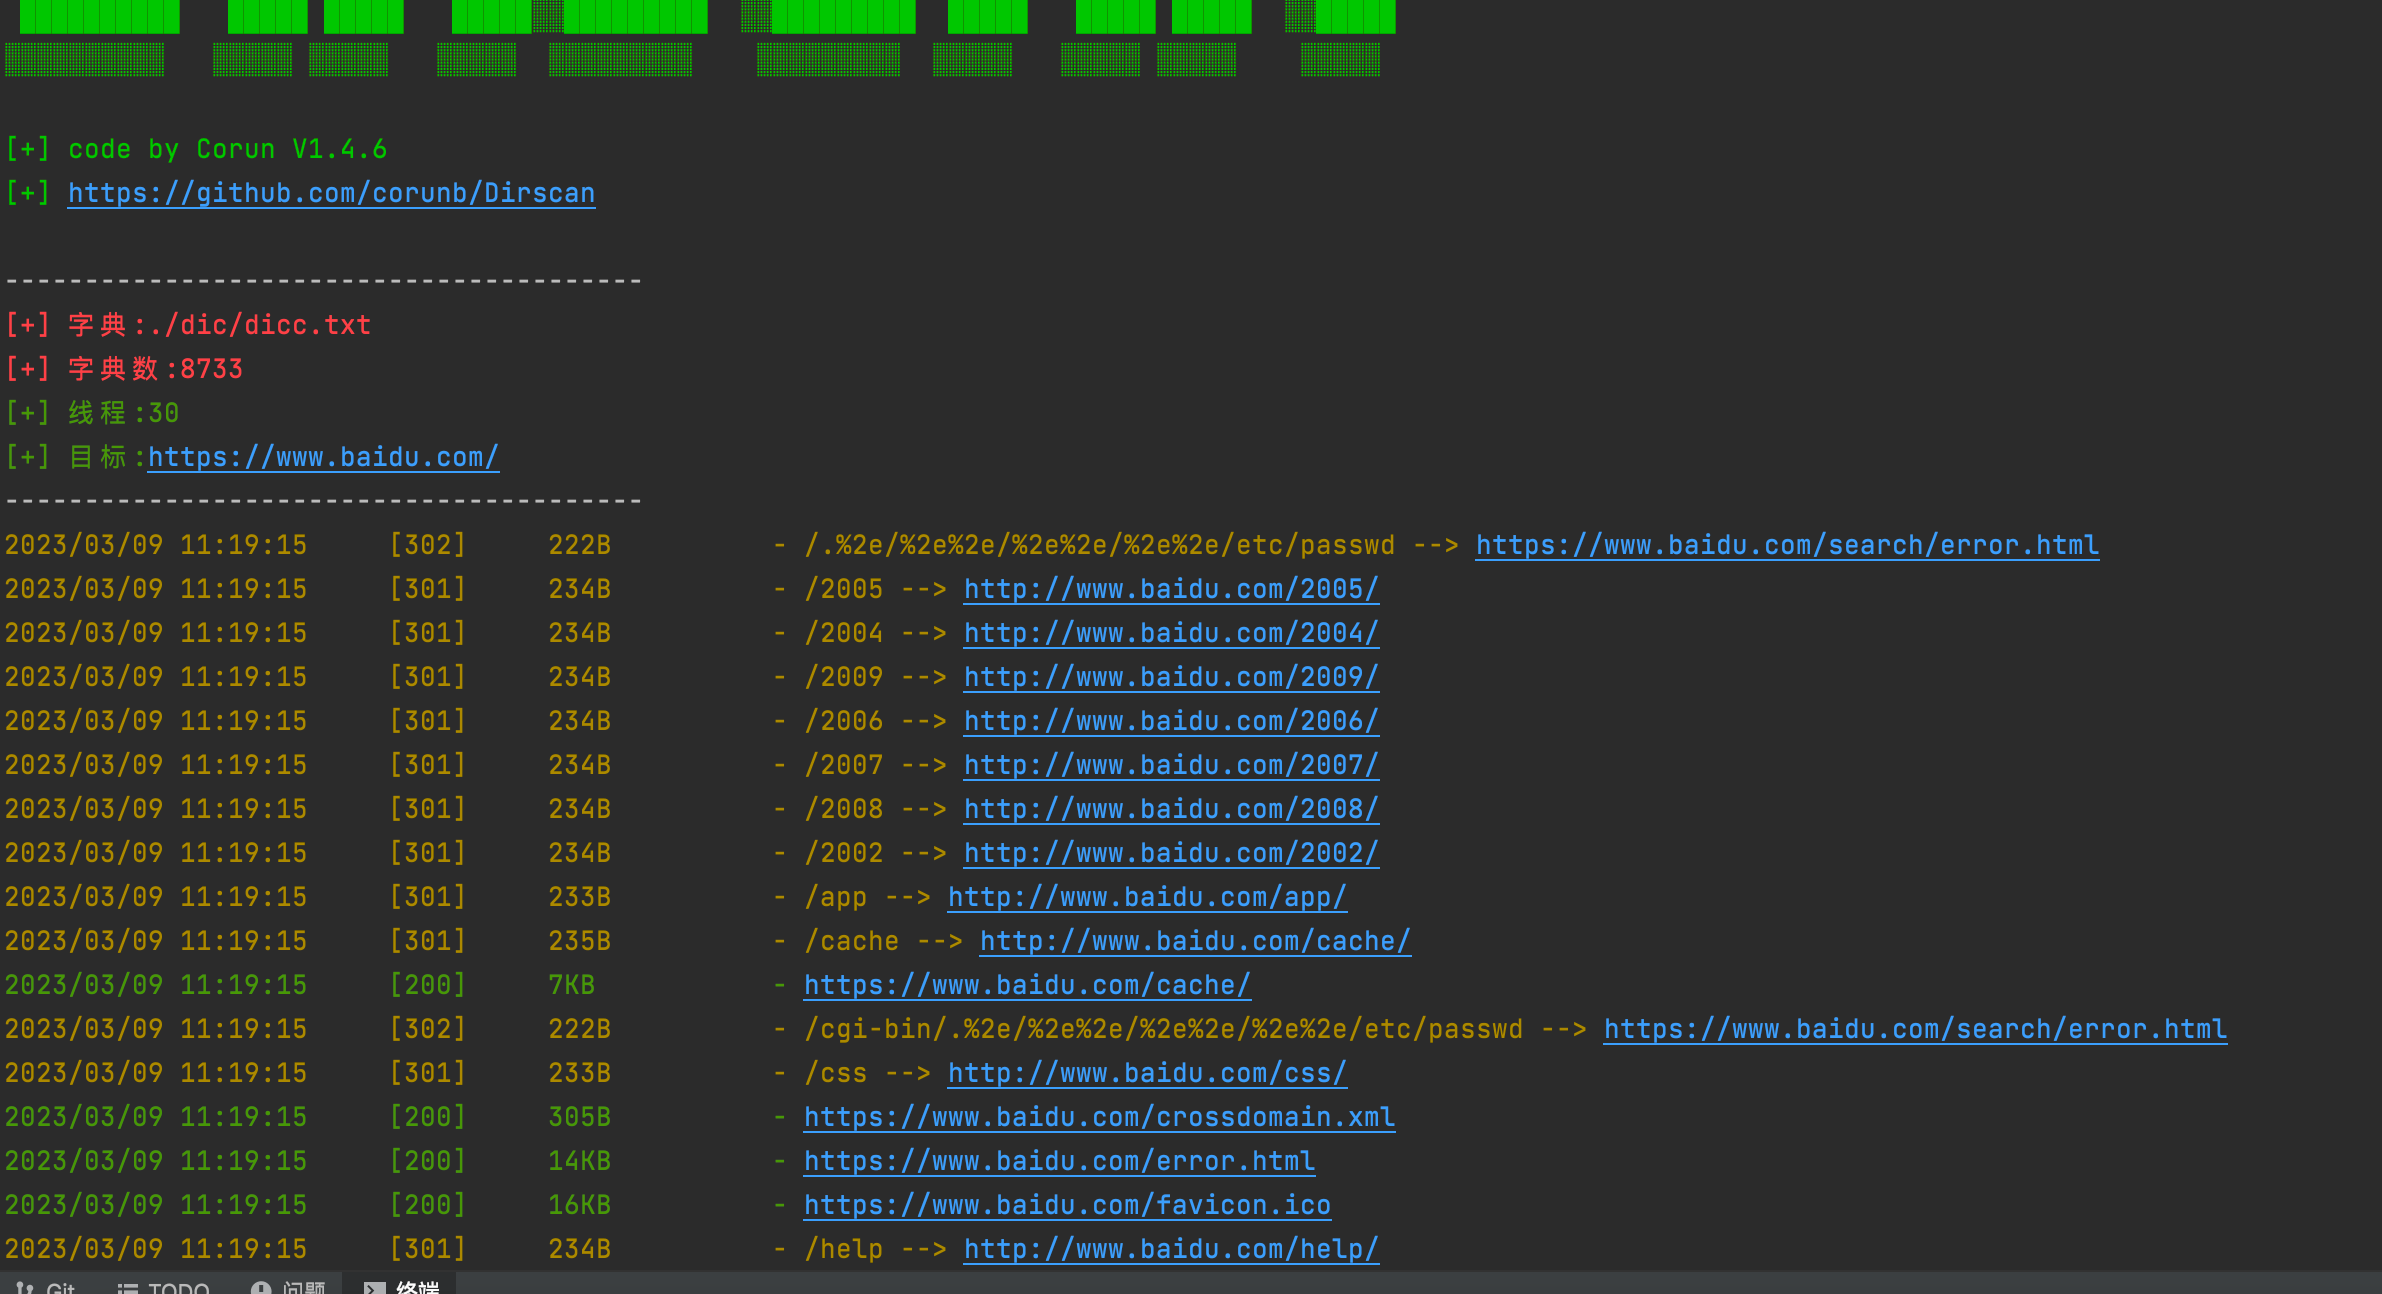 [+] code by Corun V1.4.6
[+] https://github.com/corunb/Dirscan
----------------------------------------
[+] 字典:./dic/dicc.txt
[+] 字典数:8733
[+] 线程:30
[+] 目标:https://www.baidu.com/
----------------------------------------
2023/03/09 11:19:15 [302] 222B - /.%2e/%2e%2e/%2e%2e/%2e%2e/etc/passwd --> https://www.baidu.com/search/error.html
2023/03/09 11:19:15 [301] 234B - /2005 --> http://www.baidu.com/2005/
2023/03/09 11:19:15 [301] 234B - /2004 --> http://www.baidu.com/2004/
2023/03/09 11:19:15 [301] 234B - /2009 --> http://www.baidu.com/2009/
2023/03/09 11:19:15 [301] 234B - /2006 --> http://www.baidu.com/2006/
2023/03/09 11:19:15 [301] 234B - /2007 --> http://www.baidu.com/2007/
2023/03/09 11:19:15 [301] 234B - /2008 --> http://www.baidu.com/2008/
2023/03/09 11:19:15 [301] 234B - /2002 --> http://www.baidu.com/2002/
2023/03/09 11:19:15 [301] 233B - /app --> http://www.baidu.com/app/
2023/03/09 11:19:15 [301] 235B - /cache --> http://www.baidu.com/cache/
2023/03/09 11:19:15 [200] 7KB - https://www.baidu.com/cache/
2023/03/09 11:19:15 [302] 222B - /cgi-bin/.%2e/%2e%2e/%2e%2e/%2e%2e/etc/passwd --> https://www.baidu.com/search/error.html
2023/03/09 11:19:15 [301] 233B - /css --> http://www.baidu.com/css/
2023/03/09 11:19:15 [200] 305B - https://www.baidu.com/crossdomain.xml
2023/03/09 11:19:15 [200] 14KB - https://www.baidu.com/error.html
2023/03/09 11:19:15 [200] 16KB - https://www.baidu.com/favicon.ico
2023/03/09 11:19:15 [301] 234B - /help --> http://www.baidu.com/help/
Git TODO 问题 终端